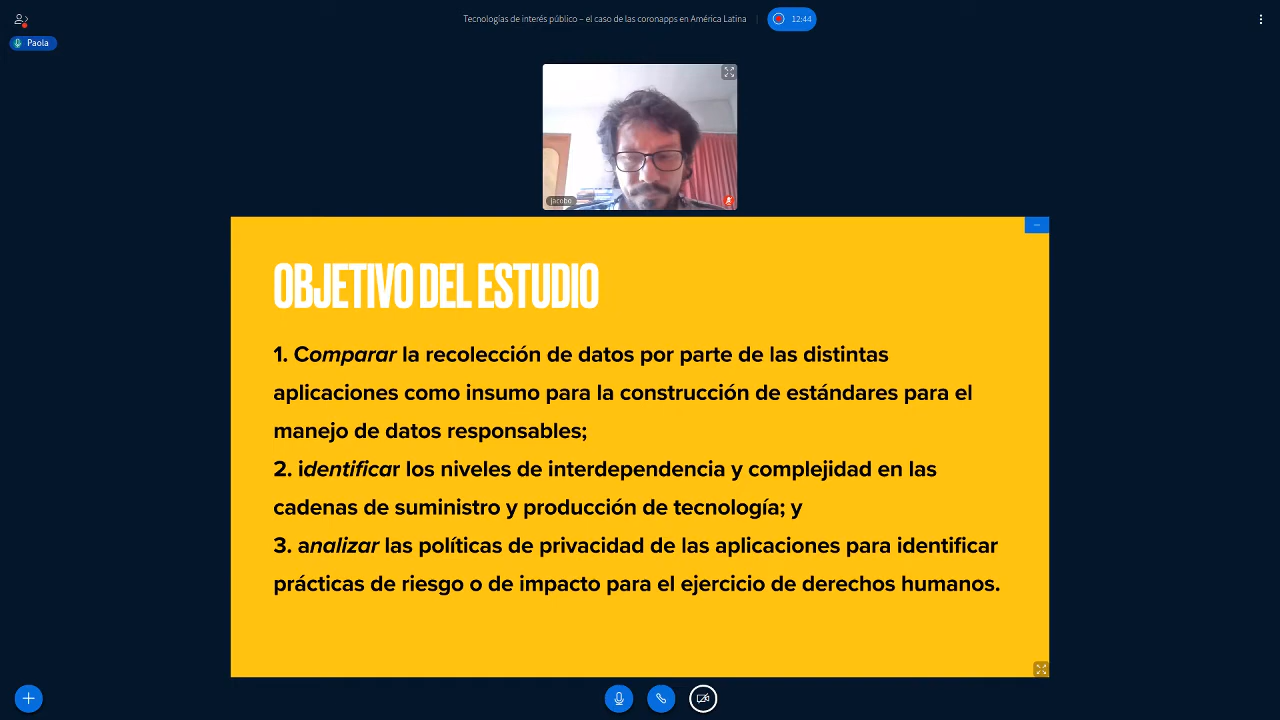 Tecnologías de interés público – el caso de las coronapps en América Latina
12:44
Paola
jacobo
OBJETIVO DEL ESTUDIO
1. Comparar la recolección de datos por parte de las distintas
aplicaciones como insumo para la construcción de estándares para el
manejo de datos responsables;
2. identificar los niveles de interdependencia y complejidad en las
cadenas de suministro y producción de tecnología; y
3. analizar las políticas de privacidad de las aplicaciones para identificar
prácticas de riesgo o de impacto para el ejercicio de derechos humanos.